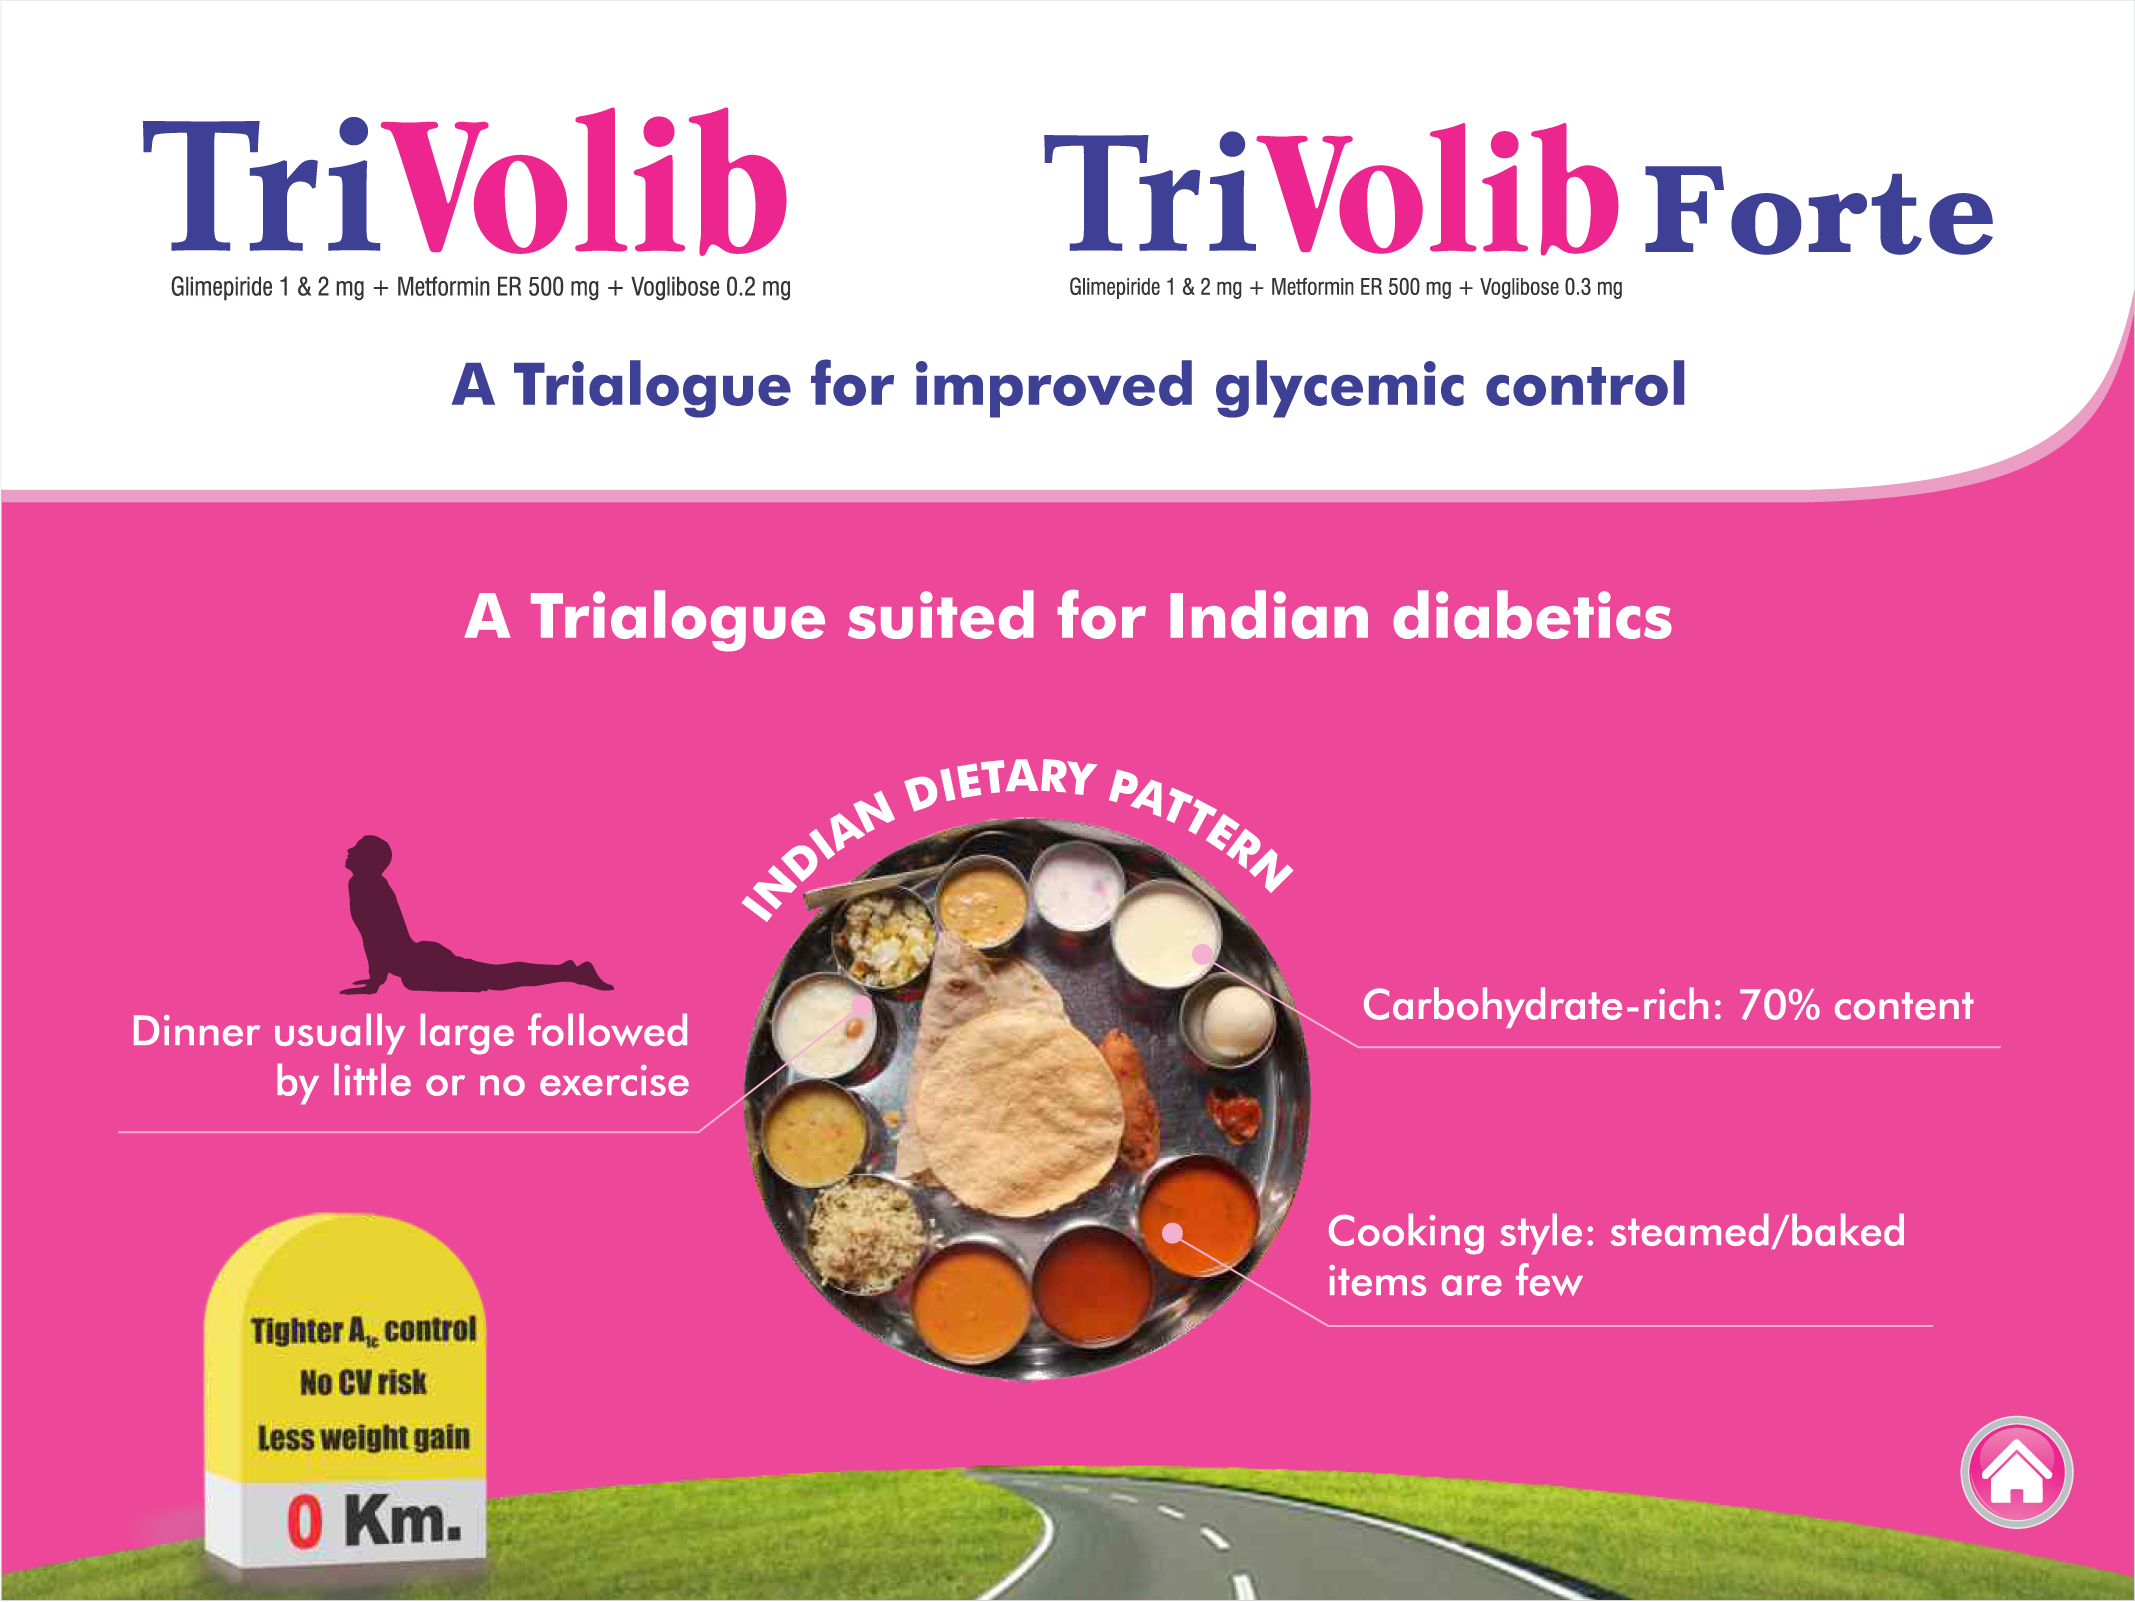 TriVolib
Glimepiride 1 & 2 mg + Metformin ER 500 mg + Voglibose 0.2 mg
TriVolib Forte
Glimepiride 1 & 2 mg + Metformin ER 500 mg + Voglibose 0.3 mg
A Trialogue for improved glycemic control
A Trialogue suited for Indian diabetics
INDIAN DIETARY PATTERN
Dinner usually large followed
by little or no exercise
Carbohydrate-rich: 70% content
Cooking style: steamed/baked
items are few
Tighter A1c control
No CV risk
Less weight gain
0 Km.